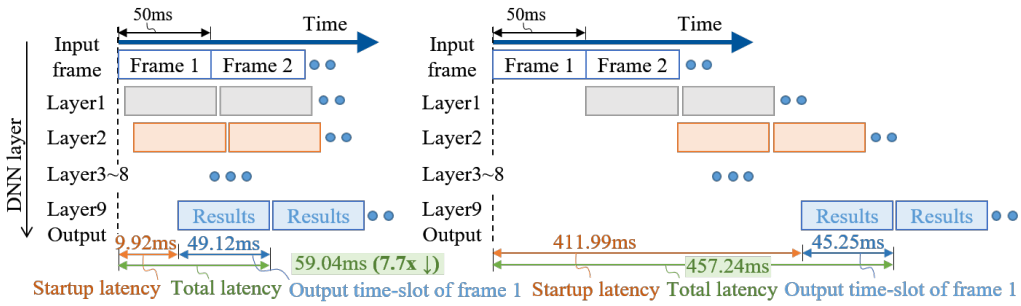 50ms
Time
Input
frame
Frame 1
Frame 2
Layer1
Layer2
Layer3~8
Layer9
Output
DNN layer
Results
Results
9.92ms
49.12ms
59.04ms (7.7x ↓)
Startup latency
Total latency
Output time-slot of frame 1
50ms
Time
Input
frame
Frame 1
Frame 2
Layer1
Layer2
Layer3~8
Layer9
Output
Results
Results
411.99ms
45.25ms
457.24ms
Startup latency
Total latency
Output time-slot of frame 1